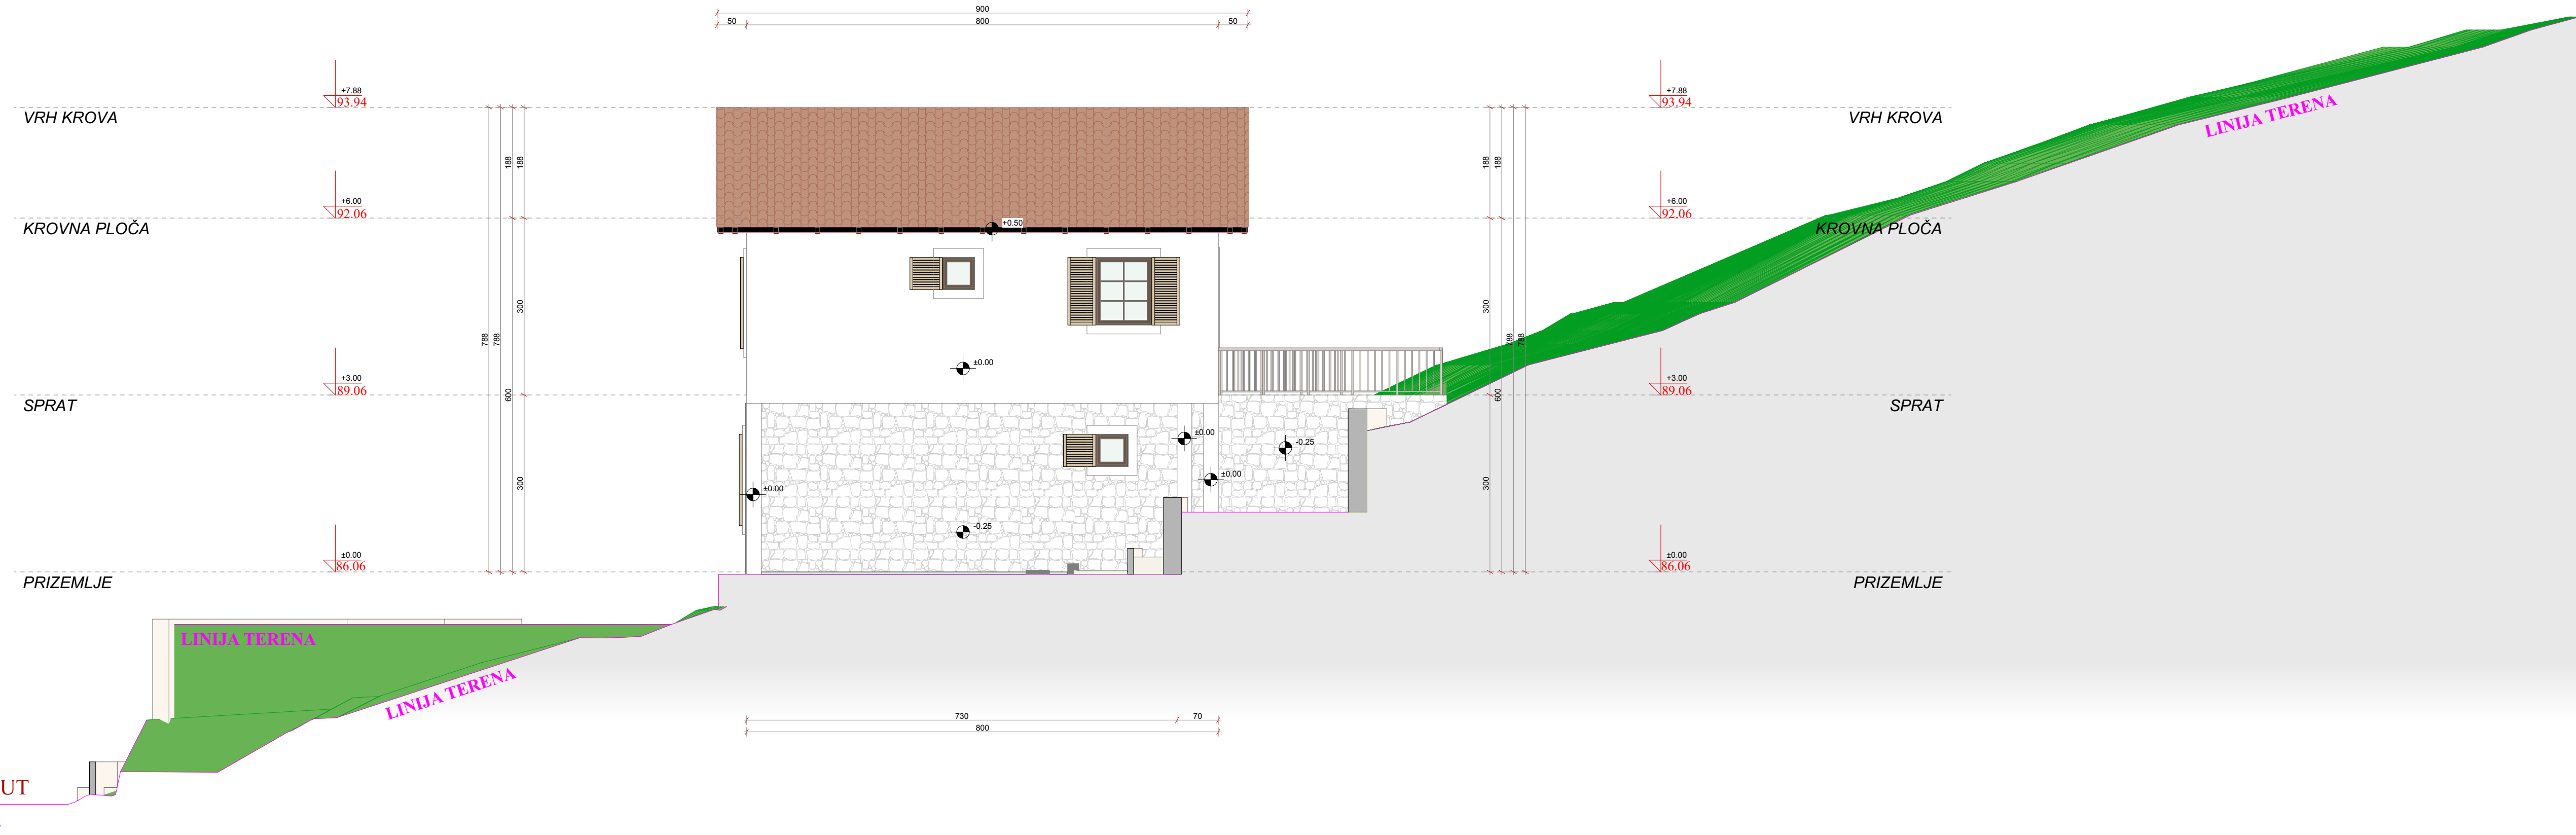 900
50 800 50
+7.88 +7.88
93.94 93.94
VRH KROVA VRH KROVA
LINIJA TERENA
188 188 188 188
+6.00 +6.00
92.06 92.06
KROVNA PLOČA KROVNA PLOČA
+0.50
300 300
788 788 788 788
±0.00
+3.00 +3.00
89.06 89.06
SPRAT SPRAT
600 600
±0.00
-0.25
±0.00
300 300
±0.00
-0.25
±0.00 ±0.00
86.06 86.06
PRIZEMLJE PRIZEMLJE
LINIJA TERENA
LINIJA TERENA
730 70
800
UT